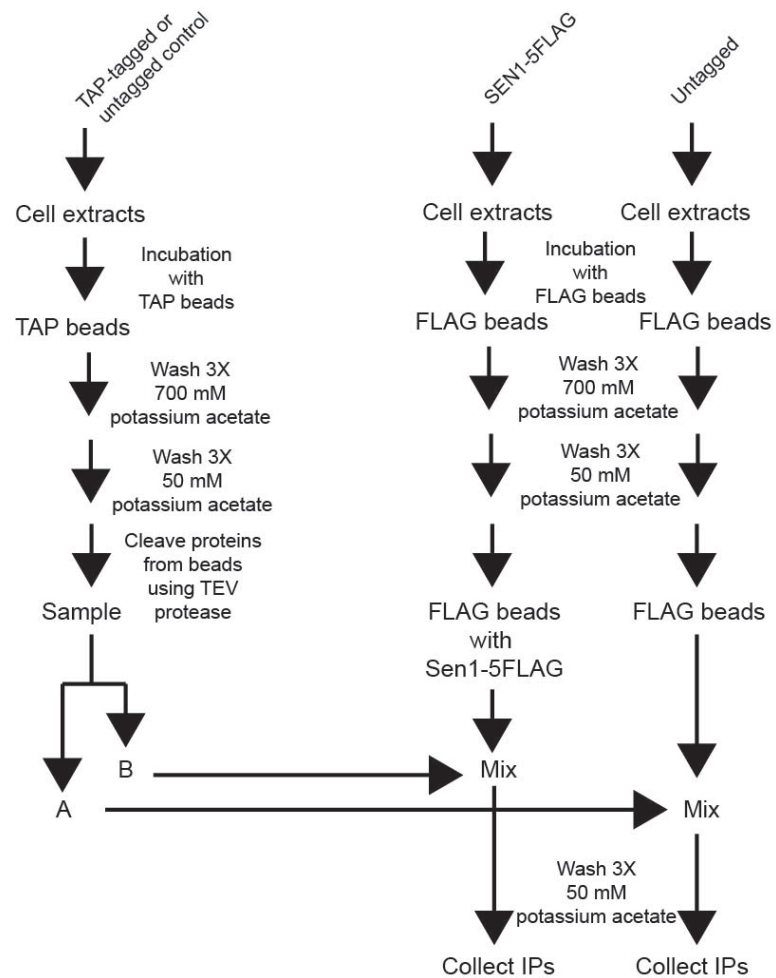 TAP-tagged or
untagged control
SEN1-5FLAG
Untagged
Cell extracts
Cell extracts
Cell extracts
Incubation
with
TAP beads
Incubation
with
FLAG beads
TAP beads
FLAG beads
FLAG beads
Wash 3X
700 mM
potassium acetate
Wash 3X
700 mM
potassium acetate
Wash 3X
50 mM
potassium acetate
Wash 3X
50 mM
potassium acetate
Cleave proteins
from beads
using TEV
protease
Sample
FLAG beads
with
Sen1-5FLAG
FLAG beads
B
Mix
A
Mix
Wash 3X
50 mM
potassium acetate
Collect IPs
Collect IPs